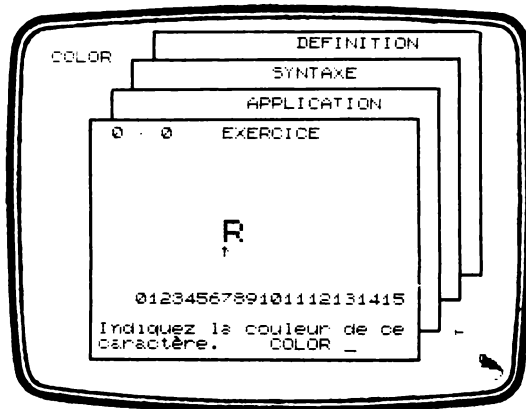 COLOR
DEFINITION
SYNTAXE
APPLICATION
0 - 0 EXERCICE
R
↑
0123456789101112131415
Indiquez la couleur de ce
caractère. COLOR _